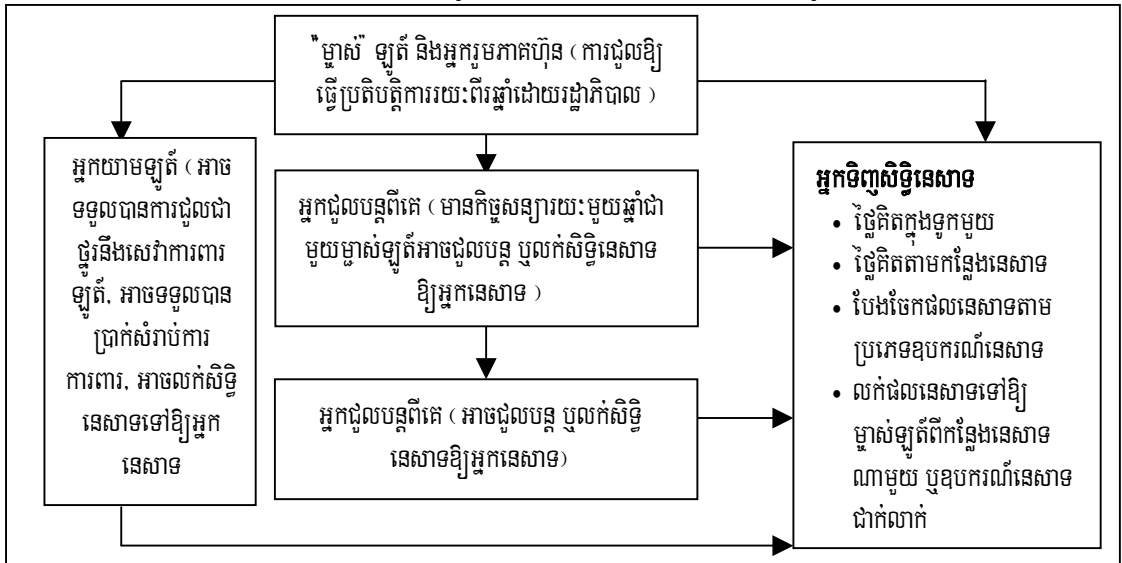 "ម្ចាស់" ឡូត៍ និងអ្នករួមភាគហ៊ុន ( ការជួលឱ្យ
ធ្វើប្រតិបត្តិការរយៈពីរឆ្នាំដោយរដ្ឋាភិបាល )
អ្នកយាមឡូត៍ ( អាច
ទទួលបានការជួលជា
ថ្នូរនឹងសេវាការពារ
ឡូត៍, អាចទទួលបាន
ប្រាក់សំរាប់ការ
ការពារ, អាចលក់សិទ្ធិ
នេសាទទៅឱ្យអ្នក
នេសាទ
អ្នកជួលបន្តពីគេ ( មានកិច្ចសន្យារយៈមួយឆ្នាំជា
មួយម្ចាស់ឡូត៍អាចជួលបន្ត ឬលក់សិទ្ធិនេសាទ
ឱ្យអ្នកនេសាទ )
អ្នកជួលបន្តពីគេ ( អាចជួលបន្ត ឬលក់សិទ្ធិ
នេសាទឱ្យអ្នកនេសាទ)
អ្នកទិញសិទ្ធិនេសាទ
• ថ្លៃគិតក្នុងទូកមួយ
• ថ្លៃគិតតាមកន្លែងនេសាទ
• បែងចែកផលនេសាទតាម
ប្រភេទឧបករណ៍នេសាទ
• លក់ផលនេសាទទៅឱ្យ
ម្ចាស់ឡូត៍ពីកន្លែងនេសាទ
ណាមួយ ឬឧបករណ៍នេសាទ
ជាក់លាក់